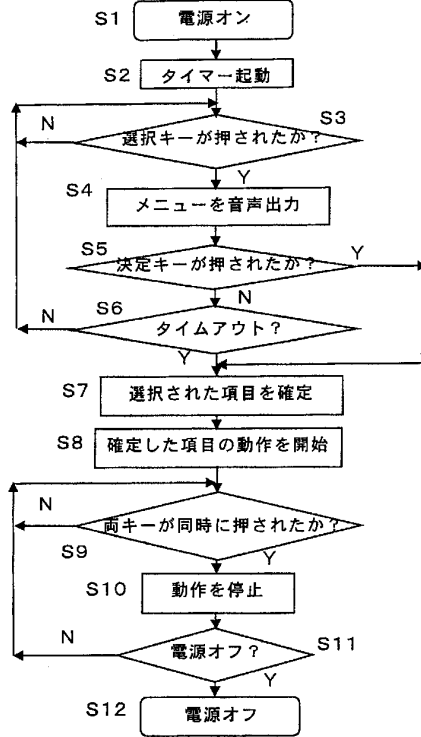 S1 電源オン
S2 タイマー起動
S3
N 選択キーが押されたか?
Y
S4 メニューを音声出力
S5 決定キーが押されたか? Y
N
S6
N タイムアウト?
Y
S7 選択された項目を確定
S8 確定した項目の動作を開始
N
両キーが同時に押されたか?
S9 Y
S10 動作を停止
N S11
電源オフ?
Y
S12 電源オフ